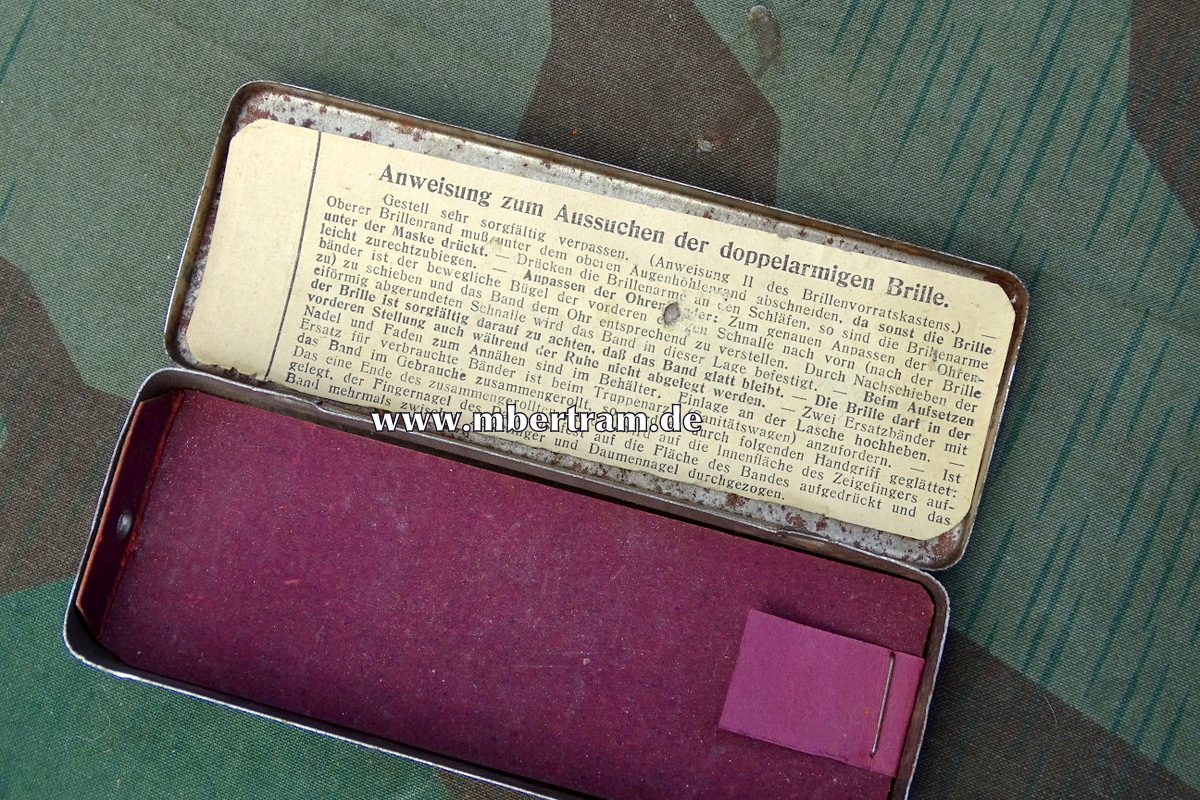 Anweisung zum Aussuchen der doppelarmigen Brille.
Gestell sehr sorgfältig verpassen. (Anweisung II des Brillenvorratskastens.) —
Oberer Brillenrand muß unter dem oberen Augenhöhlenrand abschneiden, da sonst die Brille
unter der Maske drückt. — Drücken die Brillenarme an den Schläfen, so sind die Brillenarme
leicht zurechtzubiegen. — Anpassen der Ohren Zum genauen Anpassen der Ohren-
bänder ist der bewegliche Bügel der vorderen Schnalle nach vorn (nach der Brille
zu) zu schieben und das Band dem Ohr entsprechend zu verstellen. Durch Nachschieben der
eiförmig abgerundeten Schnalle wird das Band in dieser Lage befestigt. — Beim Aufsetzen
der Brille ist sorgfältig darauf zu achten, daß das Band glatt bleibt. — Die Brille darf in der
vorderen Stellung auch während der Ruhe nicht abgelegt werden. — Zwei Ersatzbänder mit
Nadel und Faden zum Annähen sind im Behälter. Einlage an der Lasche hochheben. —
Ersatz für verbrauchte Bänder ist beim Truppenarzt anzufordern. — Ist
das Band im Gebrauche zusammengerollt, durch folgenden Handgriff geglättet:
Das eine Ende des auf die Innenfläche des Zeigefingers auf-
gelegt, der Fingernagel des auf die Fläche des Bandes aufgedrückt und das
Band mehrmals und Daumennagel durchgezogen.
www.mbertram.de